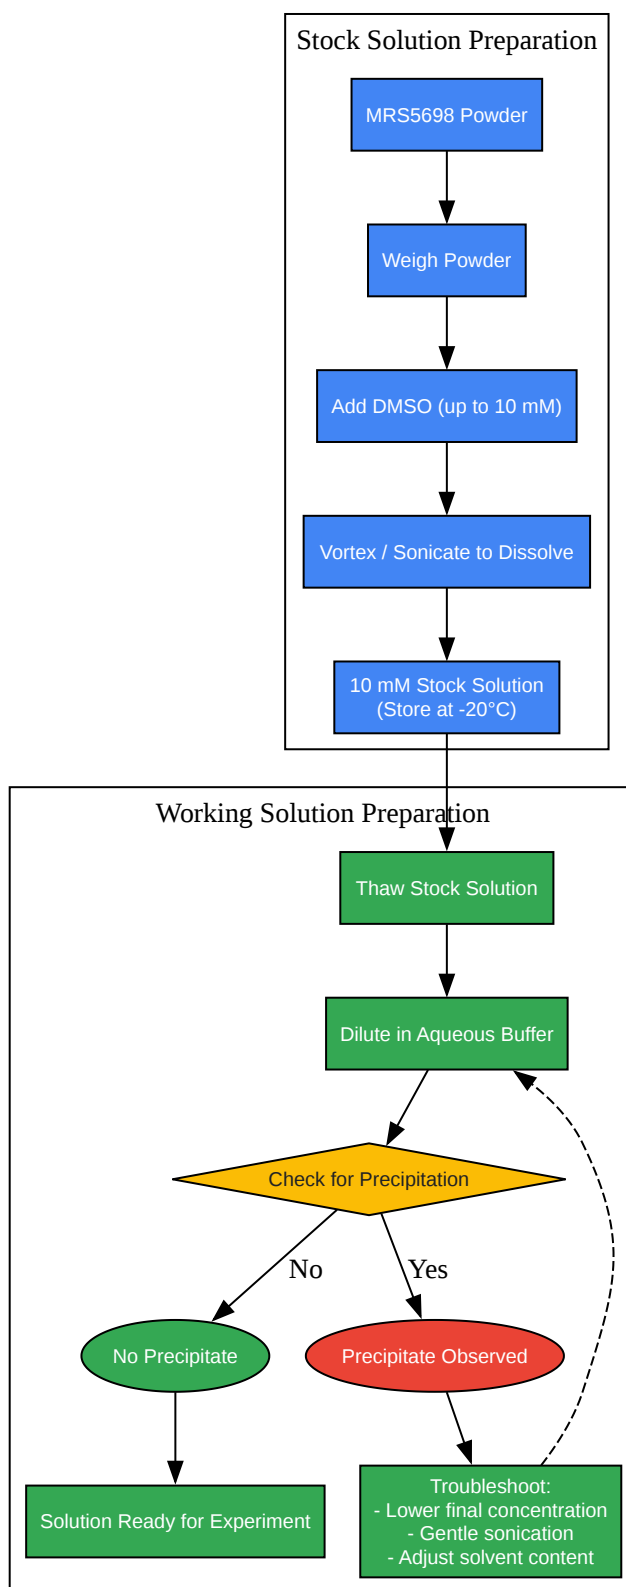 Stock Solution Preparation
MRS5698 Powder
Weigh Powder
Add DMSO (up to 10 mM)
Vortex / Sonicate to Dissolve
10 mM Stock Solution
(Store at -20°C)
Working Solution Preparation
Thaw Stock Solution
Dilute in Aqueous Buffer
Check for Precipitation
No
Yes
No Precipitate
Precipitate Observed
Solution Ready for Experiment
Troubleshoot:
- Lower final concentration
- Gentle sonication
- Adjust solvent content